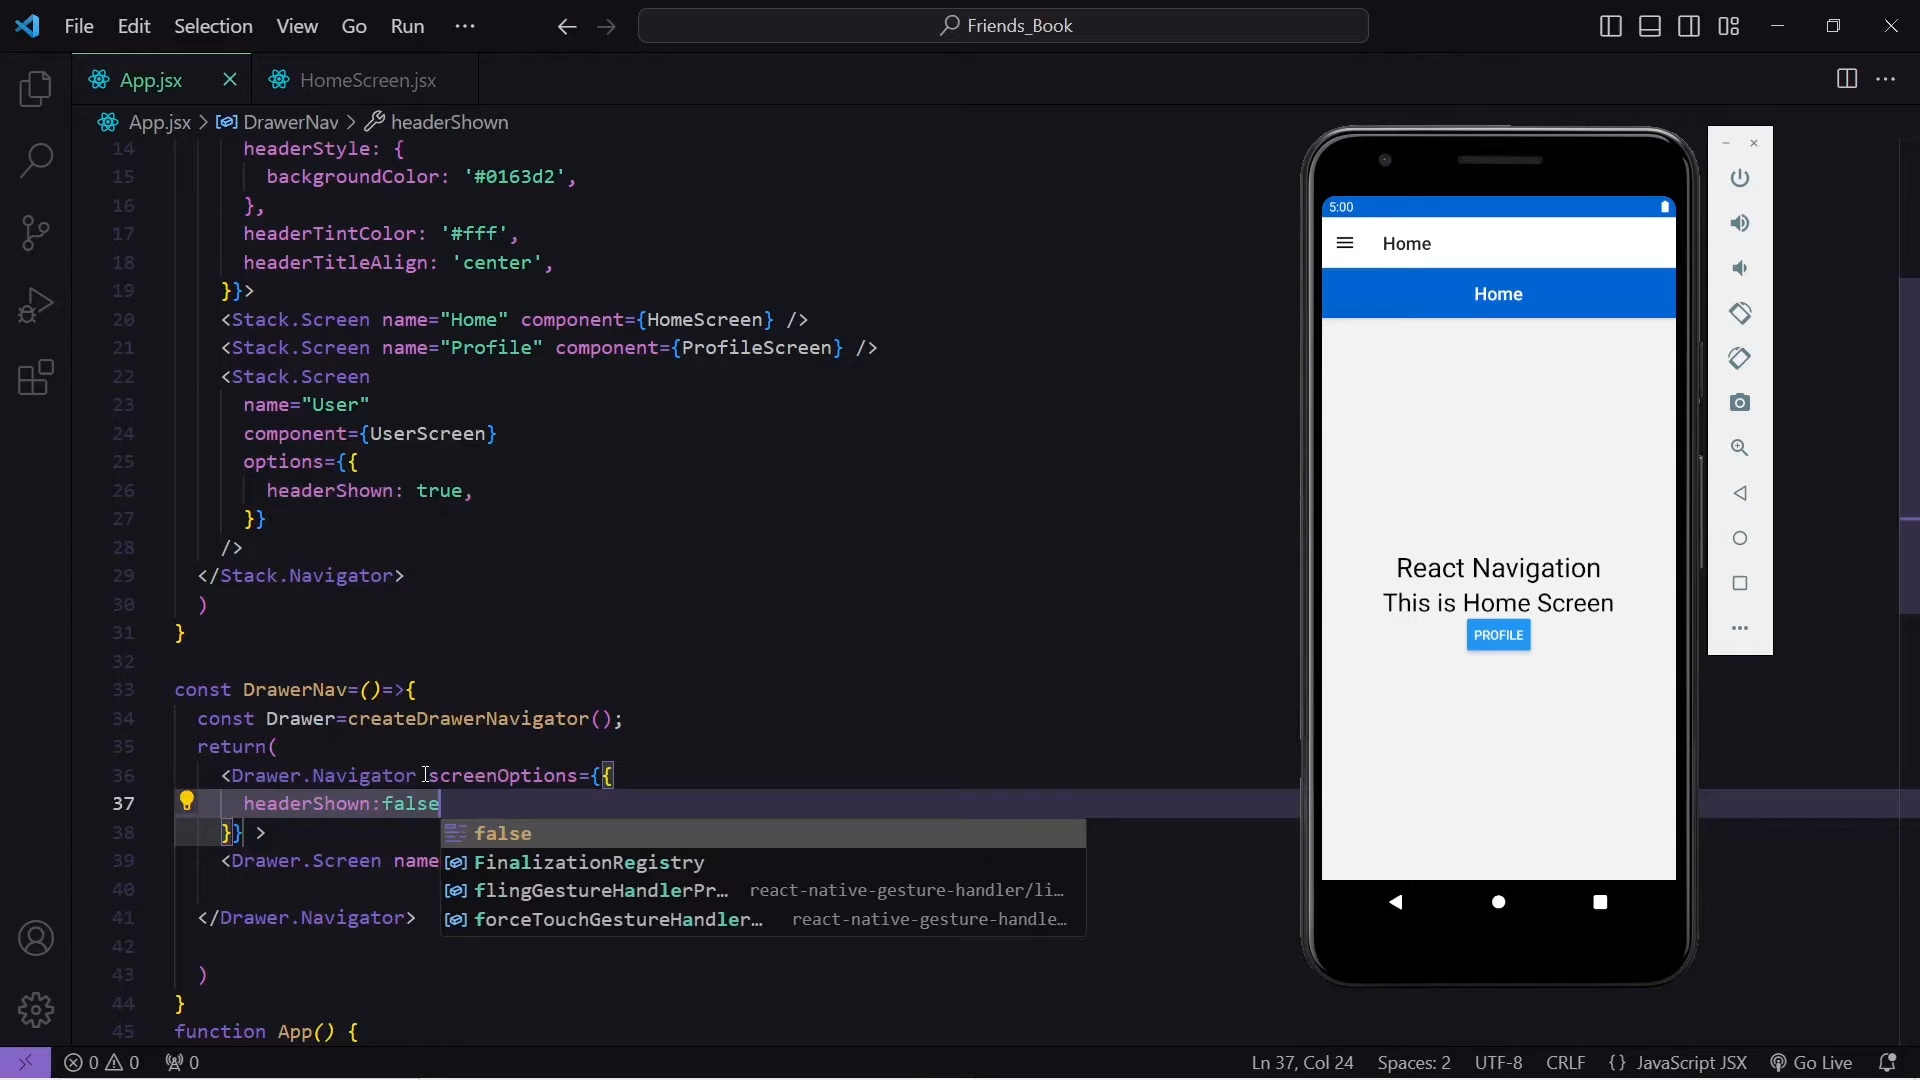 File Edit Selection View Go Run ··· Friends_Book
App.jsx HomeScreen.jsx
App.jsx > DrawerNav > headerShown
14 headerStyle: {
15 backgroundColor: '#0163d2',
16 },
17 headerTintColor: '#fff',
18 headerTitleAlign: 'center',
19 }}>
20 <Stack.Screen name="Home" component={HomeScreen} />
21 <Stack.Screen name="Profile" component={ProfileScreen} />
22 <Stack.Screen
23 name="User"
24 component={UserScreen}
25 options={{
26 headerShown: true,
27 }}
28 />
29 </Stack.Navigator>
30 )
31 }
32
33 const DrawerNav=()=>{
34 const Drawer=createDrawerNavigator();
35 return(
36 <Drawer.Navigator screenOptions={{
37 headerShown:false
38 }} >
39 <Drawer.Screen name
40
41 </Drawer.Navigator>
42
43 )
44 }
45 function App() {
false
FinalizationRegistry
flingGestureHandlerPr… react-native-gesture-handler/li…
forceTouchGestureHandler… react-native-gesture-handle…
5:00
Home
Home
React Navigation
This is Home Screen
PROFILE
0 0 0 Ln 37, Col 24 Spaces: 2 UTF-8 CRLF {} JavaScript JSX Go Live